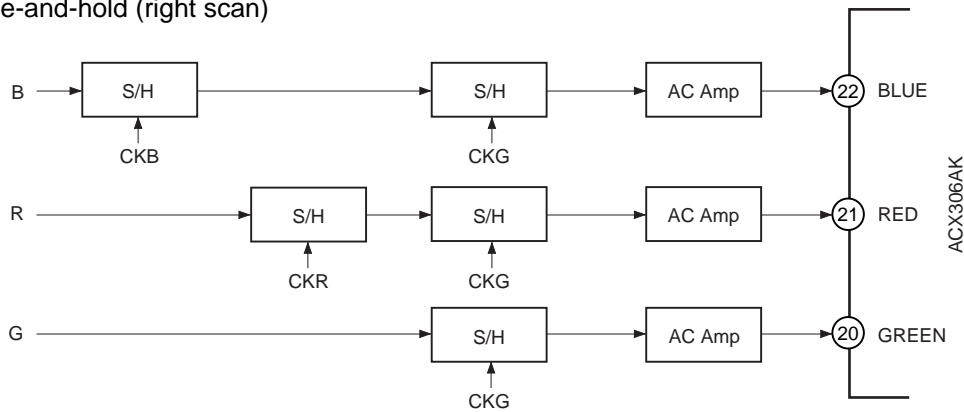 e-and-hold (right scan)
B S/H S/H AC Amp 22 BLUE
CKB CKG
R S/H S/H AC Amp 21 RED
CKR CKG
G S/H AC Amp 20 GREEN
CKG
ACX306AK